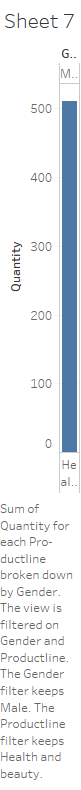 Sheet 7
G..
M..
500
400
300
200
100
0
Quantity
He
al..
Sum of
Quantity for
each Pro-
ductline
broken down
by Gender.
The view is
filtered on
Gender and
Productline.
The Gender
filter keeps
Male. The
Productline
filter keeps
Health and
beauty.